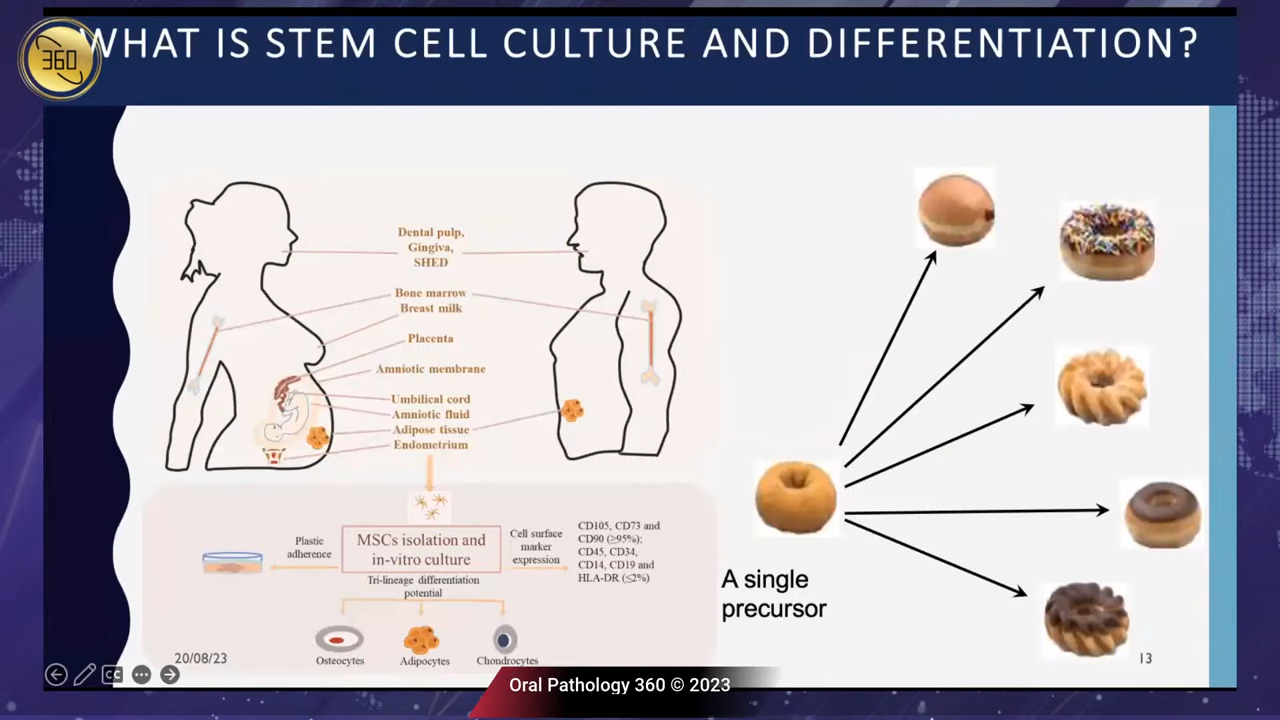 360
WHAT IS STEM CELL CULTURE AND DIFFERENTIATION?
Dental pulp,
Gingiva,
SHED
Bone marrow
Breast milk
Placenta
Amniotic membrane
Umbilical cord
Amniotic fluid
Adipose tissue
Endometrium
Plastic
adherence
MSCs isolation and
in-vitro culture
Cell surface
marker
expression
CD105, CD73 and
CD90 (≥95%);
CD45, CD34,
CD14, CD19 and
HLA-DR (≤2%)
Tri-lineage differentiation
potential
Osteocytes
Adipocytes
Chondrocytes
A single
precursor
20/08/23
13
CC
Oral Pathology 360 © 2023